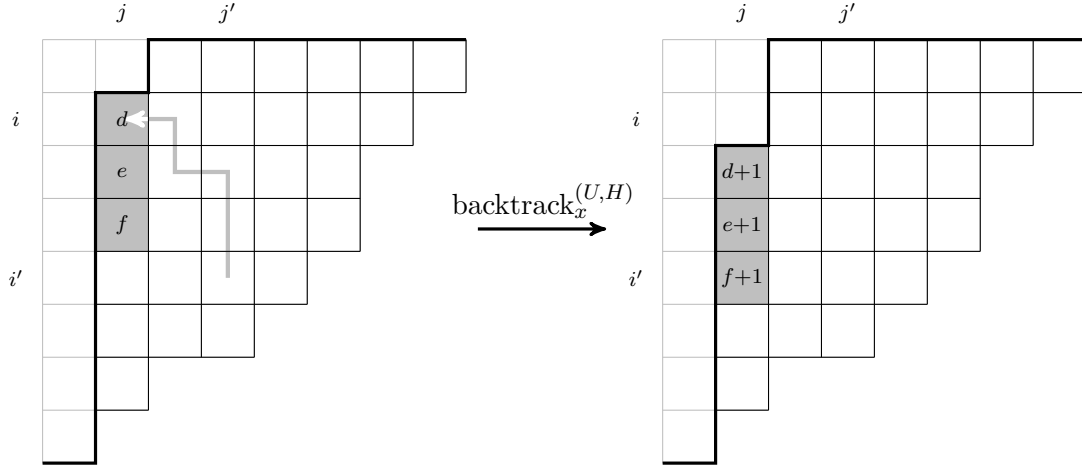 j j′ j j′
i d i
e d+1
backtrack_x^{(U,H)}
f e+1
i′ i′ f+1